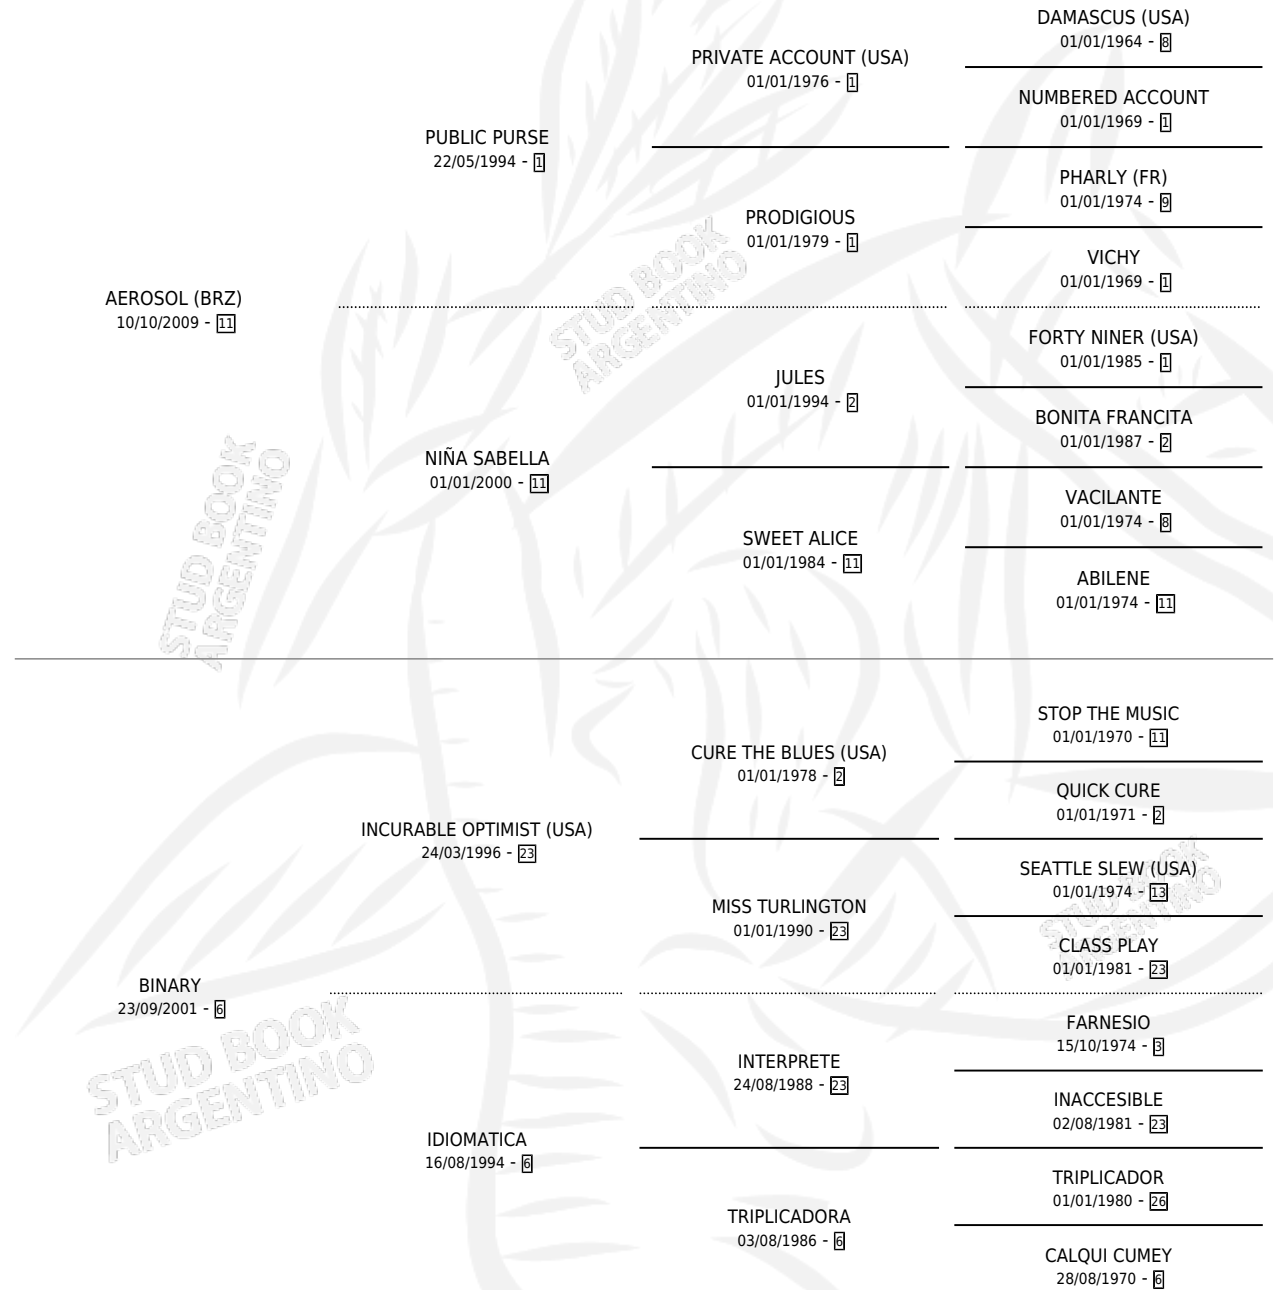 DAMASCUS (USA)
01/01/1964 - 8
PRIVATE ACCOUNT (USA)
01/01/1976 - 1
NUMBERED ACCOUNT
01/01/1969 - 1
PUBLIC PURSE
22/05/1994 - 1
PHARLY (FR)
01/01/1974 - 9
PRODIGIOUS
01/01/1979 - 1
VICHY
01/01/1969 - 1
AEROSOL (BRZ)
10/10/2009 - 11
FORTY NINER (USA)
01/01/1985 - 1
JULES
01/01/1994 - 2
BONITA FRANCITA
01/01/1987 - 2
NIÑA SABELLA
01/01/2000 - 11
VACILANTE
01/01/1974 - 8
SWEET ALICE
01/01/1984 - 11
ABILENE
01/01/1974 - 11
STOP THE MUSIC
01/01/1970 - 11
CURE THE BLUES (USA)
01/01/1978 - 2
QUICK CURE
01/01/1971 - 2
INCURABLE OPTIMIST (USA)
24/03/1996 - 23
SEATTLE SLEW (USA)
01/01/1974 - 13
MISS TURLINGTON
01/01/1990 - 23
CLASS PLAY
01/01/1981 - 23
BINARY
23/09/2001 - 6
FARNESIO
15/10/1974 - 3
INTERPRETE
24/08/1988 - 23
INACCESIBLE
02/08/1981 - 23
IDIOMATICA
16/08/1994 - 6
TRIPLICADOR
01/01/1980 - 26
TRIPLICADORA
03/08/1986 - 6
CALQUI CUMEY
28/08/1970 - 6
STUD BOOK
ARGENTINO
STUD BOOK
ARGENTINO
STUD BOOK
ARGENTINO
STUD BOOK
ARGENTINO